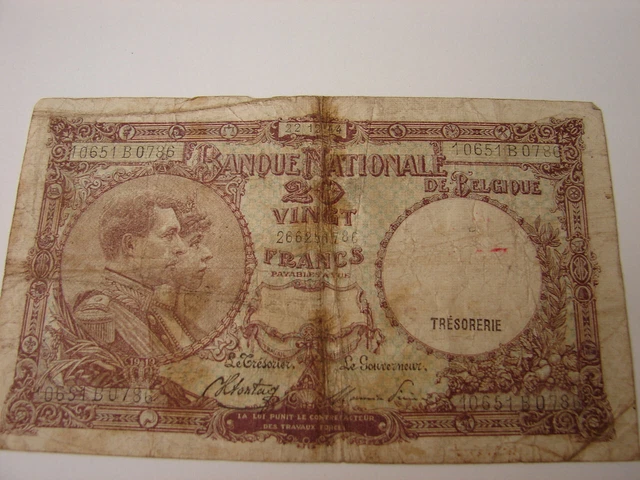 10651 B 0786
10651 B 0786
BANQUE NATIONALE
DE BELGIQUE
20
VINGT
FRANCS
TRÉSORERIE
Le Trésorier.
Le Gouverneur.
10651 B 0786
10651 B 0786
LA LOI PUNIT LE CONTREFACTEUR
DES TRAVAUX FORCÉS